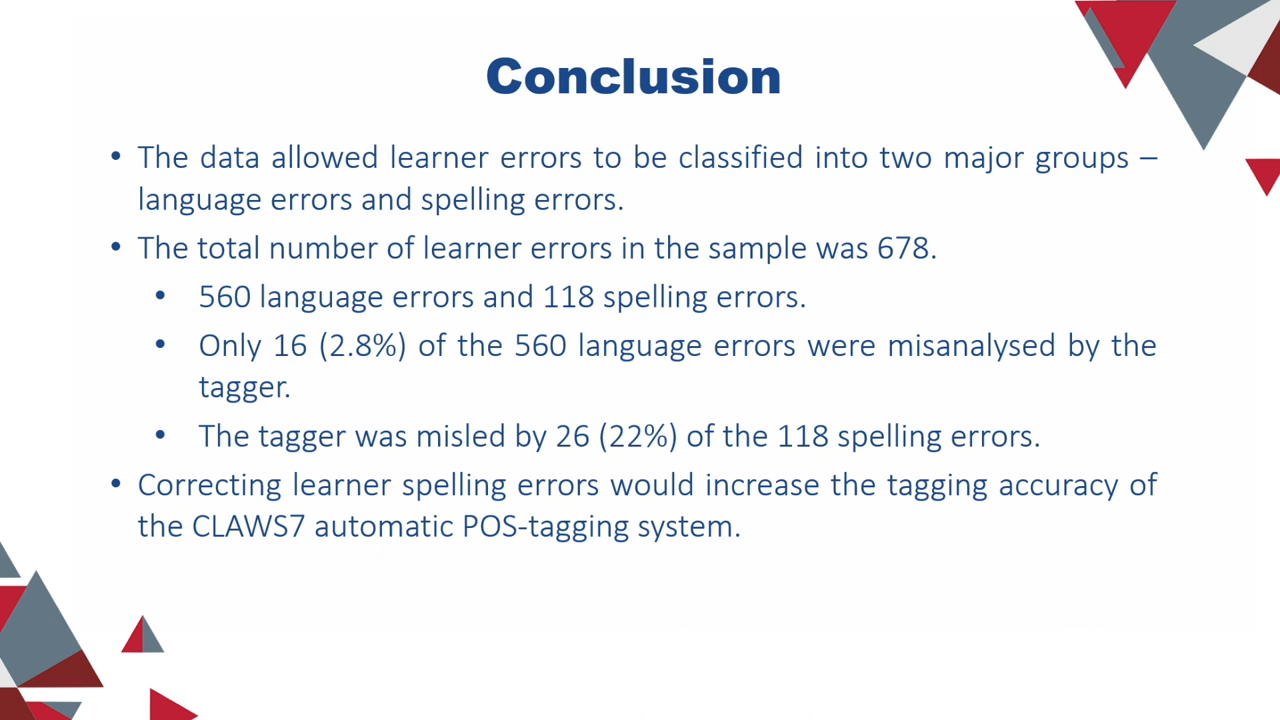 Conclusion
• The data allowed learner errors to be classified into two major groups –
language errors and spelling errors.
• The total number of learner errors in the sample was 678.
• 560 language errors and 118 spelling errors.
• Only 16 (2.8%) of the 560 language errors were misanalysed by the
tagger.
• The tagger was misled by 26 (22%) of the 118 spelling errors.
• Correcting learner spelling errors would increase the tagging accuracy of
the CLAWS7 automatic POS-tagging system.